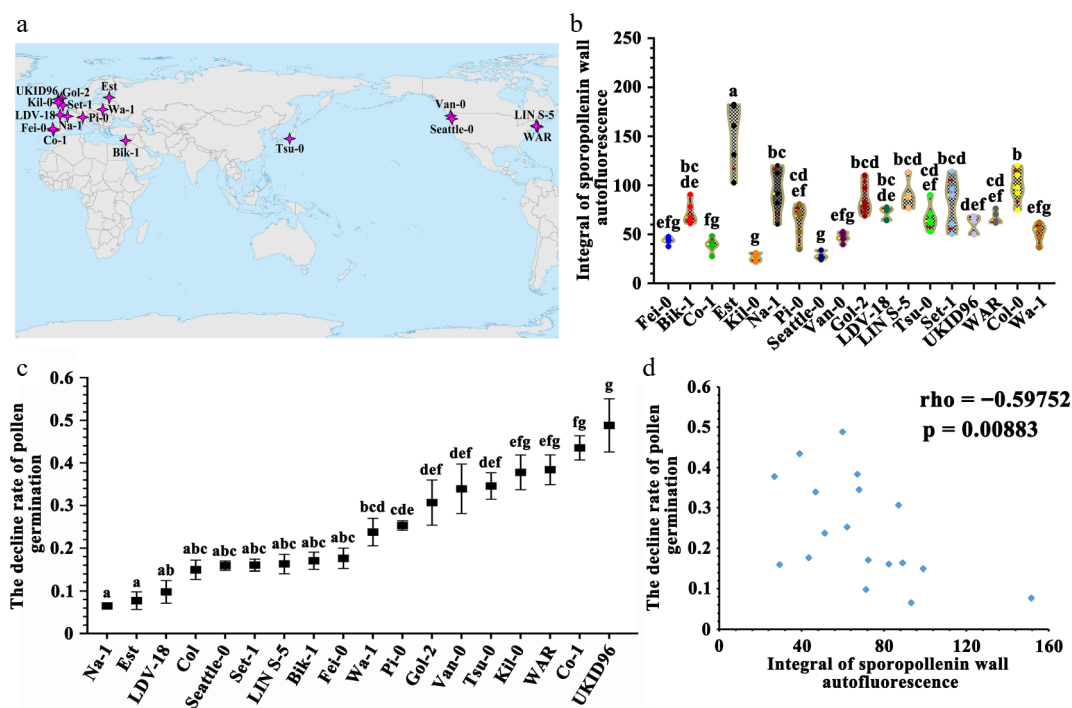 a
UKID96
Gol-2
Est
Kil-0
Set-1
Wa-1
LDV-18
Na-1
Pi-0
Fei-0
Co-1
Bik-1
Tsu-0
Van-0
Seattle-0
LIN S-5
WAR
b
Integral of sporopollenin wall
autofluorescence
250
200
150
100
50
0
efg
bc
de
fg
a
g
bc
cd
ef
g
efg
bcd
bc
de
bcd
cd
ef
bcd
def
cd
ef
b
efg
Fei-0
Bik-1
Co-1
Est
Kil-0
Na-1
Pi-0
Seattle-0
Van-0
Gol-2
LDV-18
LIN S-5
Tsu-0
Set-1
UKID96
WAR
Col-0
Wa-1
c
The decline rate of pollen
germination
0.6
0.5
0.4
0.3
0.2
0.1
0
a
a
ab
abc
abc
abc
abc
abc
abc
bcd
cde
def
def
def
efg
efg
fg
g
Na-1
Est
LDV-18
Col
Seattle-0
Set-1
LIN S-5
Bik-1
Fei-0
Wa-1
Pi-0
Gol-2
Van-0
Tsu-0
Kil-0
WAR
Co-1
UKID96
d
The decline rate of pollen
germination
0.6
0.5
0.4
0.3
0.2
0.1
0
rho = −0.59752
p = 0.00883
0
40
80
120
160
Integral of sporopollenin wall
autofluorescence